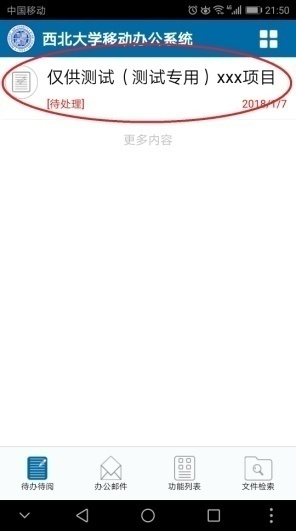 中国移动
4G
21:50
西北大学移动办公系统
仅供测试（测试专用）xxx项目
[待处理]
2018/1/7
更多内容
待办待阅
办公邮件
功能列表
文件检索